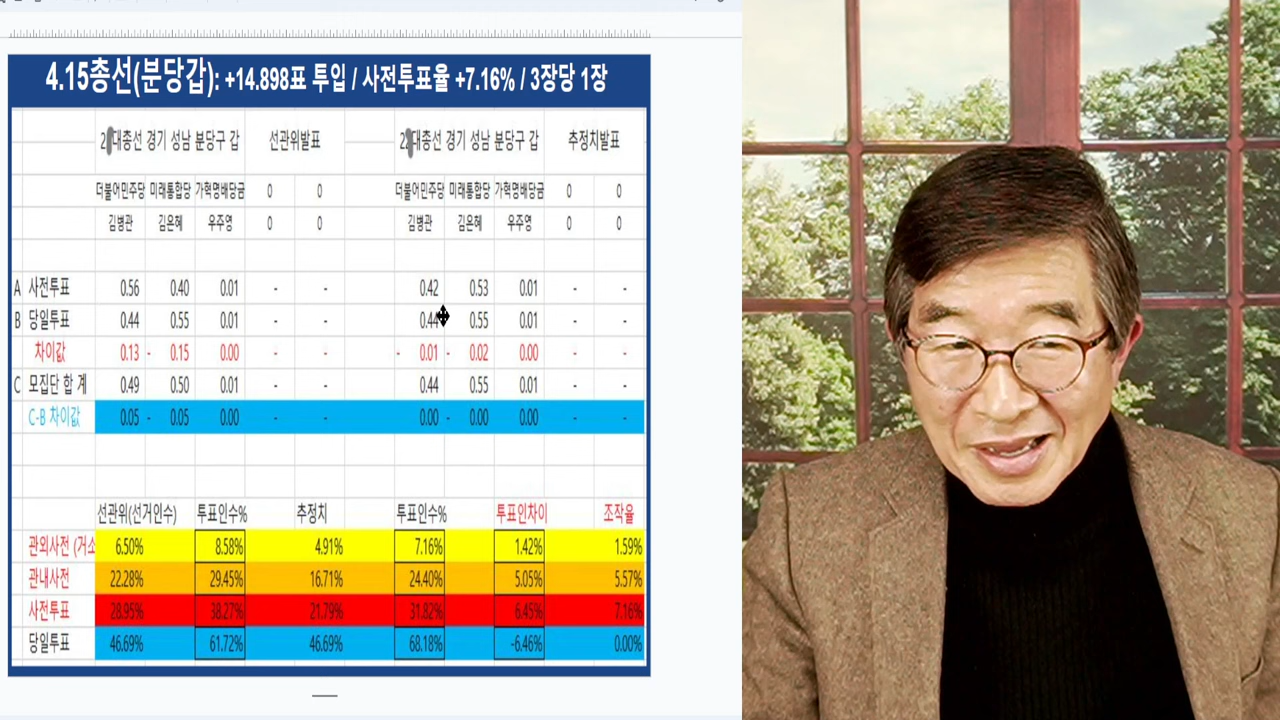 4.15총선(분당갑): +14.898표 투입 / 사전투표율 +7.16% / 3장당 1장
대총선 경기 성남 분당구 갑 선관위발표 대총선 경기 성남 분당구 갑 추정치발표
더불어민주당 미래통합당 가혁명배당금 0 0 더불어민주당 미래통합당 가혁명배당금 0 0
김병관 김은혜 우주영 0 0 김병관 김은혜 우주영 0 0
A 사전투표 0.56 0.40 0.01 - - 0.42 0.53 0.01 - -
B 당일투표 0.44 0.55 0.01 - - 0.44 0.55 0.01 - -
차이값 0.13 - 0.15 0.00 - - - 0.01 - 0.02 0.00 - -
C 모집단 합 계 0.49 0.50 0.01 - - 0.44 0.55 0.01 - -
C-B 차이값 0.05 - 0.05 0.00 - - 0.00 - 0.00 0.00 - -
선관위(선거인수) 투표인수% 추정치 투표인수% 투표인차이 조작율
관외사전 (거소 6.50% 8.58% 4.91% 7.16% 1.42% 1.59%
관내사전 22.28% 29.45% 16.71% 24.40% 5.05% 5.57%
사전투표 28.95% 38.27% 21.79% 31.82% 6.45% 7.16%
당일투표 46.69% 61.72% 46.69% 68.18% -6.46% 0.00%